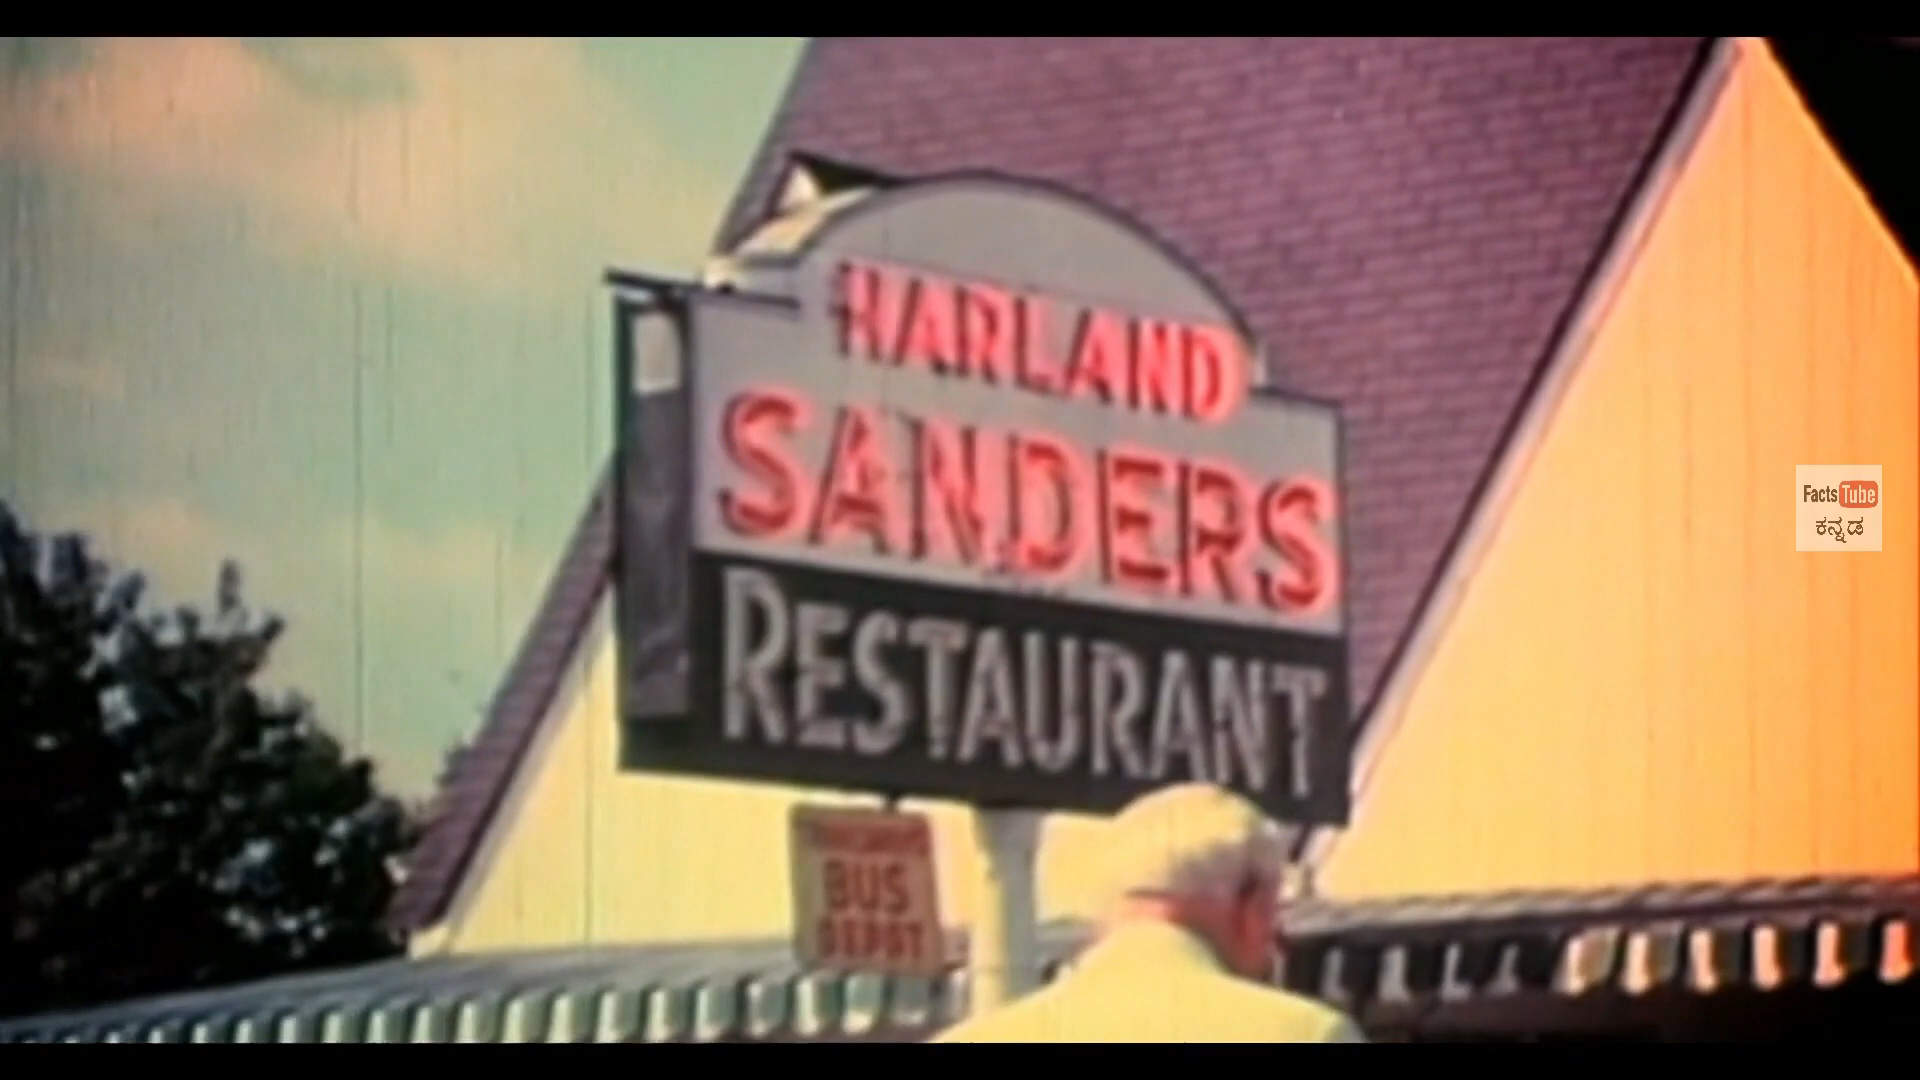 HARLAND
SANDERS
RESTAURANT
BUS
DEPOT
Facts Tube
ಕನ್ನಡ